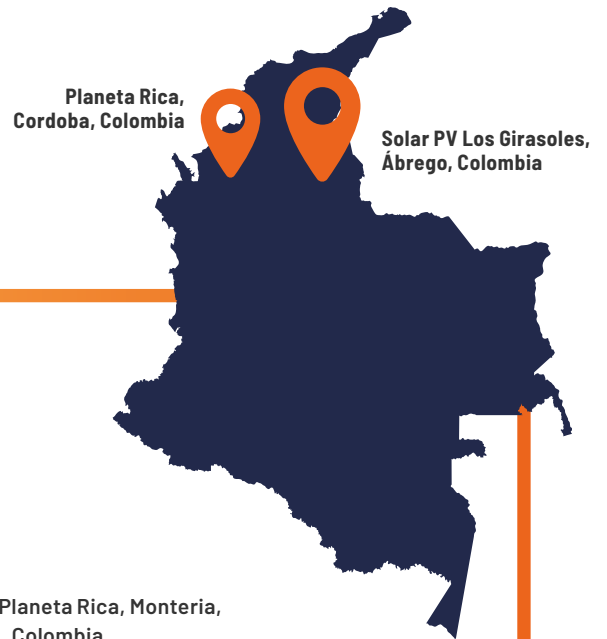 Planeta Rica,
Cordoba, Colombia
Solar PV Los Girasoles,
Ábrego, Colombia
Planeta Rica, Monteria,
Colombia